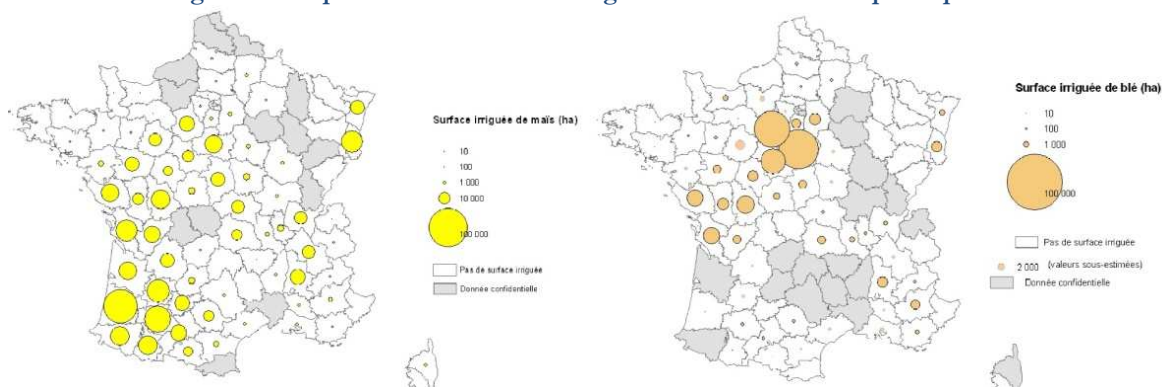 Surface irriguée de maïs (ha)
10
100
1 000
10 000
100 000
Pas de surface irriguée
Donnée confidentielle
Surface irriguée de blé (ha)
10
100
1 000
100 000
Pas de surface irriguée
2 000 (valeurs sous-estimées)
Donnée confidentielle